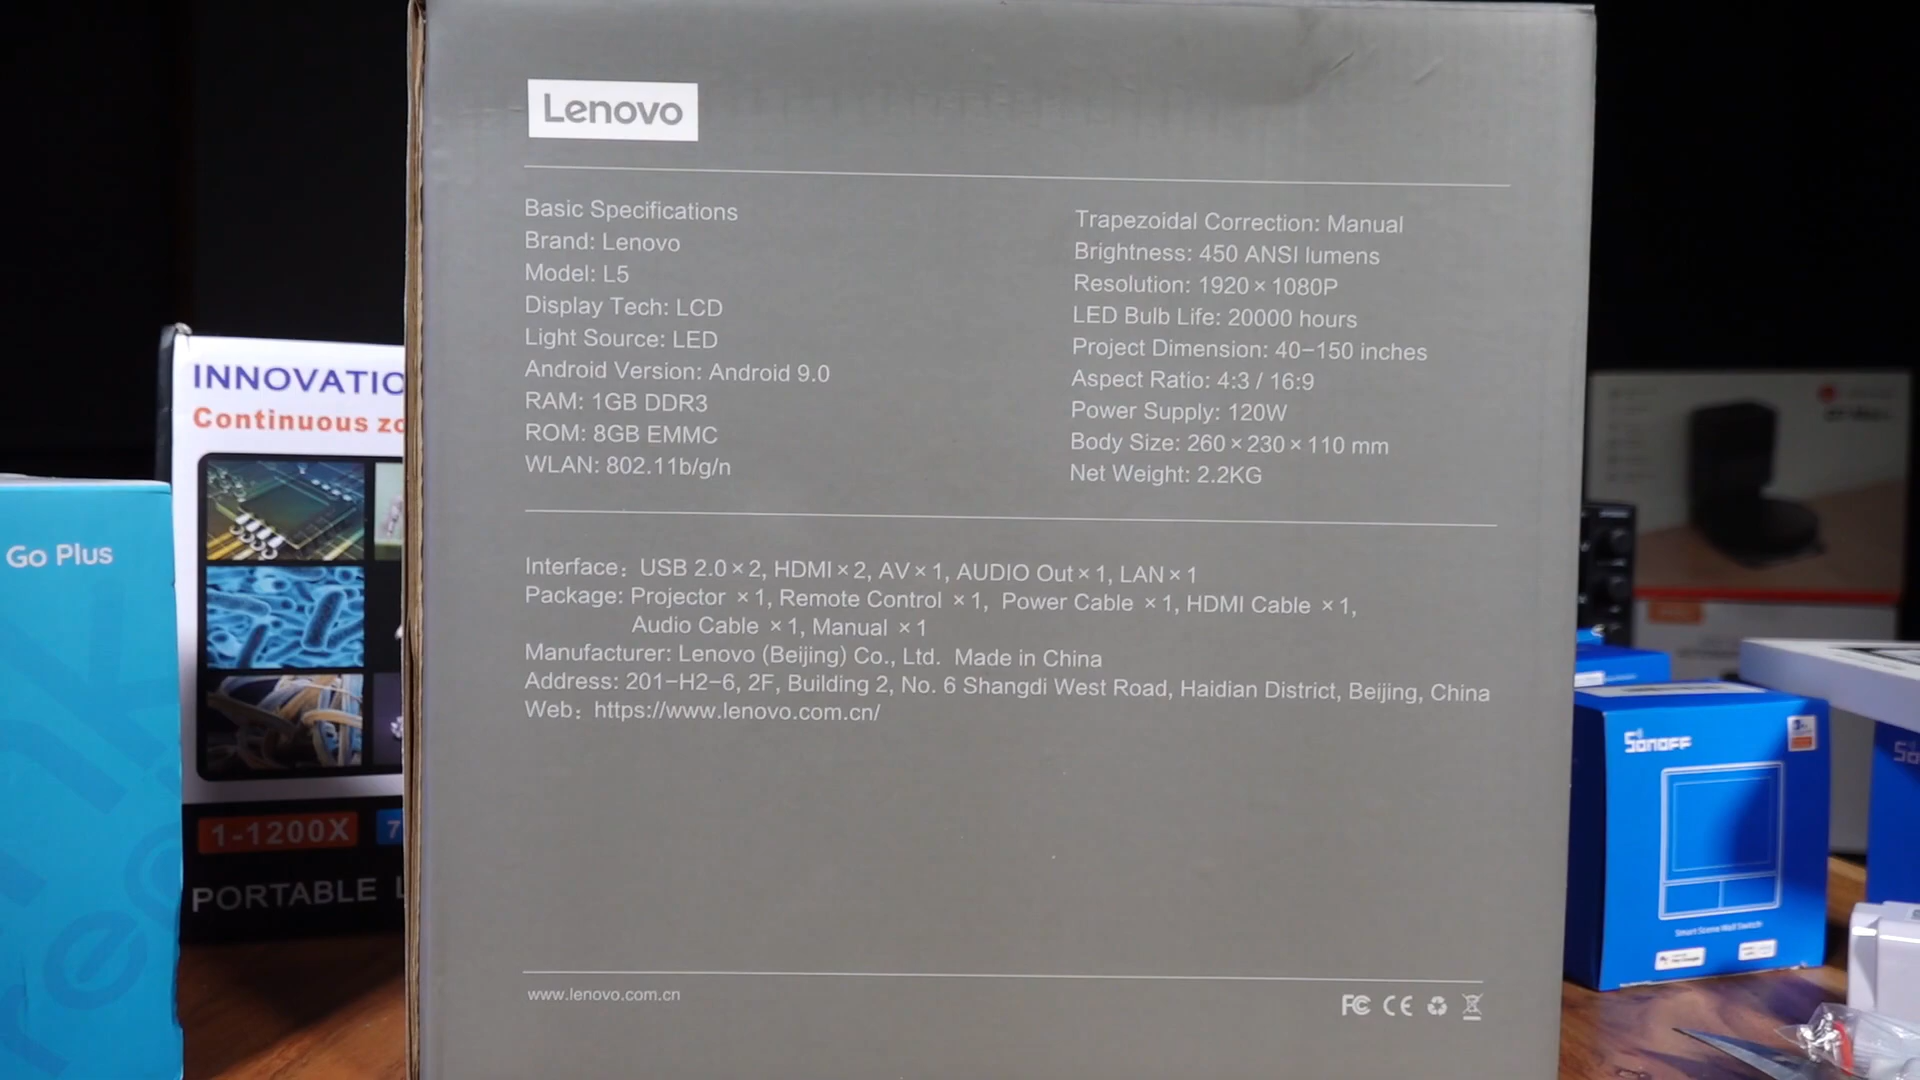 Lenovo
Basic Specifications
Brand: Lenovo
Model: L5
Display Tech: LCD
Light Source: LED
Android Version: Android 9.0
RAM: 1GB DDR3
ROM: 8GB EMMC
WLAN: 802.11b/g/n
Trapezoidal Correction: Manual
Brightness: 450 ANSI lumens
Resolution: 1920×1080P
LED Bulb Life: 20000 hours
Project Dimension: 40-150 inches
Aspect Ratio: 4:3 / 16:9
Power Supply: 120W
Body Size: 260×230×110 mm
Net Weight: 2.2KG
Interface: USB 2.0×2, HDMI×2, AV×1, AUDIO Out×1, LAN×1
Package: Projector ×1, Remote Control ×1, Power Cable ×1, HDMI Cable ×1,
Audio Cable ×1, Manual ×1
Manufacturer: Lenovo (Beijing) Co., Ltd. Made in China
Address: 201-H2-6, 2F, Building 2, No. 6 Shangdi West Road, Haidian District, Beijing, China
Web: https://www.lenovo.com.cn/
www.lenovo.com.cn
FC CE
INNOVATIO
Continuous zo
1-1200X 7
PORTABLE L
Go Plus
SONOFF
Smart Scene Wall Switch